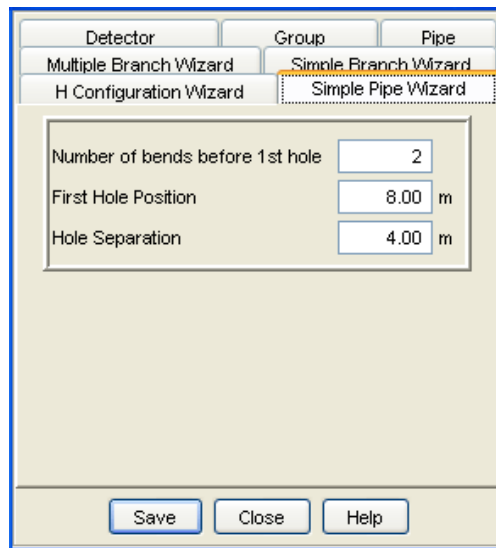 Detector Group Pipe
Multiple Branch Wizard Simple Branch Wizard
H Configuration Wizard Simple Pipe Wizard
Number of bends before 1st hole 2
First Hole Position 8.00 m
Hole Separation 4.00 m
Save Close Help